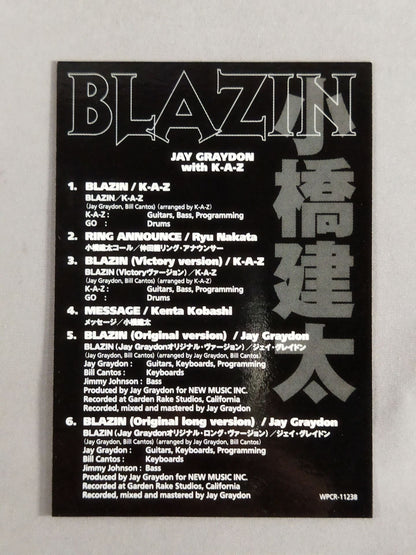 BLAZIN
小橋建太
JAY GRAYDON
with K-A-Z
1. BLAZIN / K-A-Z
BLAZIN／K-A-Z
(Jay Graydon, Bill Cantos) (arranged by K-A-Z)
K-A-Z : Guitars, Bass, Programming
GO : Drums
2. RING ANNOUNCE / Ryu Nakata
小橋建太コール／仲田龍リング・アナウンサー
3. BLAZIN (Victory version) / K-A-Z
BLAZIN (Victoryヴァージョン)／K-A-Z
(Jay Graydon, Bill Cantos) (arranged by K-A-Z)
K-A-Z : Guitars, Bass, Programming
GO : Drums
4. MESSAGE / Kenta Kobashi
メッセージ／小橋建太
5. BLAZIN (Original version) / Jay Graydon
BLAZIN (Jay Graydonオリジナル・ヴァージョン)／ジェイ・グレイドン
(Jay Graydon, Bill Cantos) (arranged by Jay Graydon, Bill Cantos)
Jay Graydon : Guitars, Keyboards, Programming
Bill Cantos : Keyboards
Jimmy Johnson : Bass
Produced by Jay Graydon for NEW MUSIC INC.
Recorded at Garden Rake Studios, California
Recorded, mixed and mastered by Jay Graydon
6. BLAZIN (Original long version) / Jay Graydon
BLAZIN (Jay Graydonオリジナル・ロング・ヴァージョン)／ジェイ・グレイドン
(Jay Graydon, Bill Cantos) (arranged by Jay Graydon, Bill Cantos)
Jay Graydon : Guitars, Keyboards, Programming
Bill Cantos : Keyboards
Jimmy Johnson : Bass
Produced by Jay Graydon for NEW MUSIC INC.
Recorded at Garden Rake Studios, California
Recorded, mixed and mastered by Jay Graydon
WPCR-11238